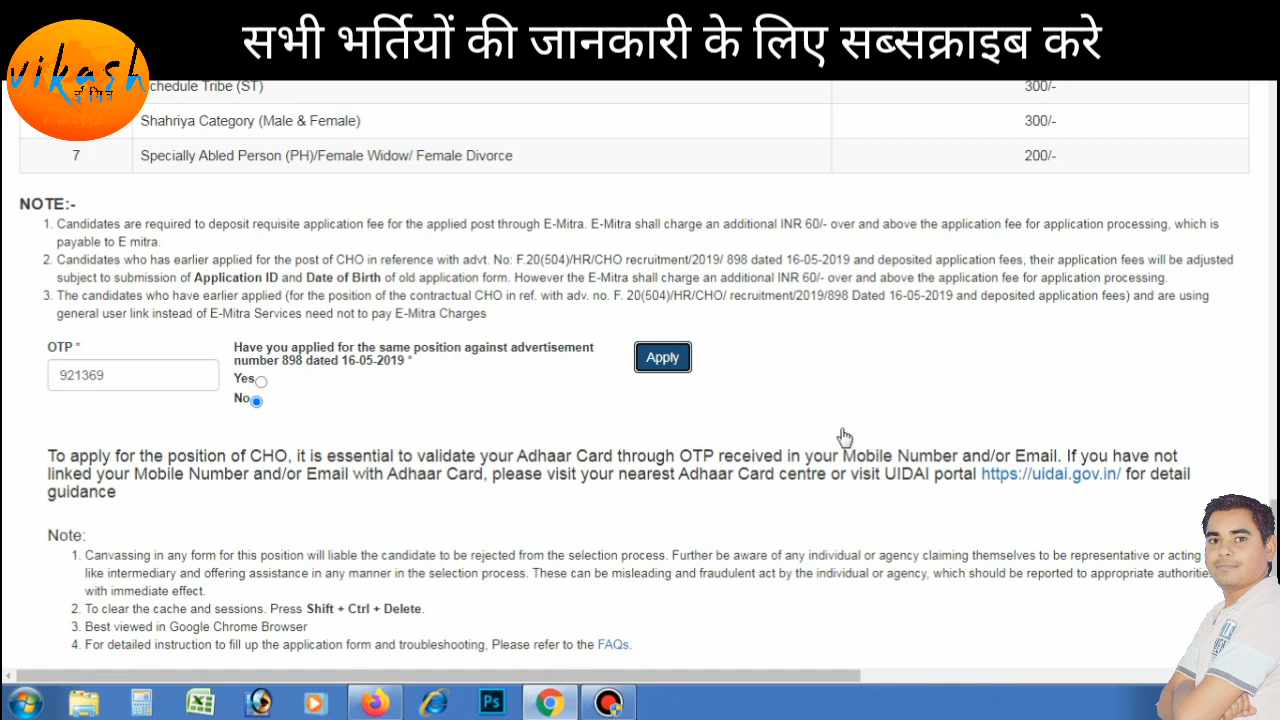 सभी भर्तियों की जानकारी के लिए सब्सक्राइब करे
vikash
ई मित्र
e-mitra
chedule Tribe (ST) 300/-
Shahriya Category (Male & Female) 300/-
7 Specially Abled Person (PH)/Female Widow/ Female Divorce 200/-
NOTE:-
1. Candidates are required to deposit requisite application fee for the applied post through E-Mitra. E-Mitra shall charge an additional INR 60/- over and above the application fee for application processing, which is
payable to E mitra.
2. Candidates who has earlier applied for the post of CHO in reference with advt. No: F.20(504)/HR/CHO recruitment/2019/ 898 dated 16-05-2019 and deposited application fees, their application fees will be adjusted
subject to submission of Application ID and Date of Birth of old application form. However the E-Mitra shall charge an additional INR 60/- over and above the application fee for application processing.
3. The candidates who have earlier applied (for the position of the contractual CHO in ref. with adv. no. F. 20(504)/HR/CHO/ recruitment/2019/898 Dated 16-05-2019 and deposited application fees) and are using
general user link instead of E-Mitra Services need not to pay E-Mitra Charges
OTP *
921369
Have you applied for the same position against advertisement
number 898 dated 16-05-2019 *
Yes
No
Apply
To apply for the position of CHO, it is essential to validate your Adhaar Card through OTP received in your Mobile Number and/or Email. If you have not
linked your Mobile Number and/or Email with Adhaar Card, please visit your nearest Adhaar Card centre or visit UIDAI portal https://uidai.gov.in/ for detail
guidance
Note:
1. Canvassing in any form for this position will liable the candidate to be rejected from the selection process. Further be aware of any individual or agency claiming themselves to be representative or acting
like intermediary and offering assistance in any manner in the selection process. These can be misleading and fraudulent act by the individual or agency, which should be reported to appropriate authoritie
with immediate effect.
2. To clear the cache and sessions. Press Shift + Ctrl + Delete.
3. Best viewed in Google Chrome Browser
4. For detailed instruction to fill up the application form and troubleshooting, Please refer to the FAQs.
Ps